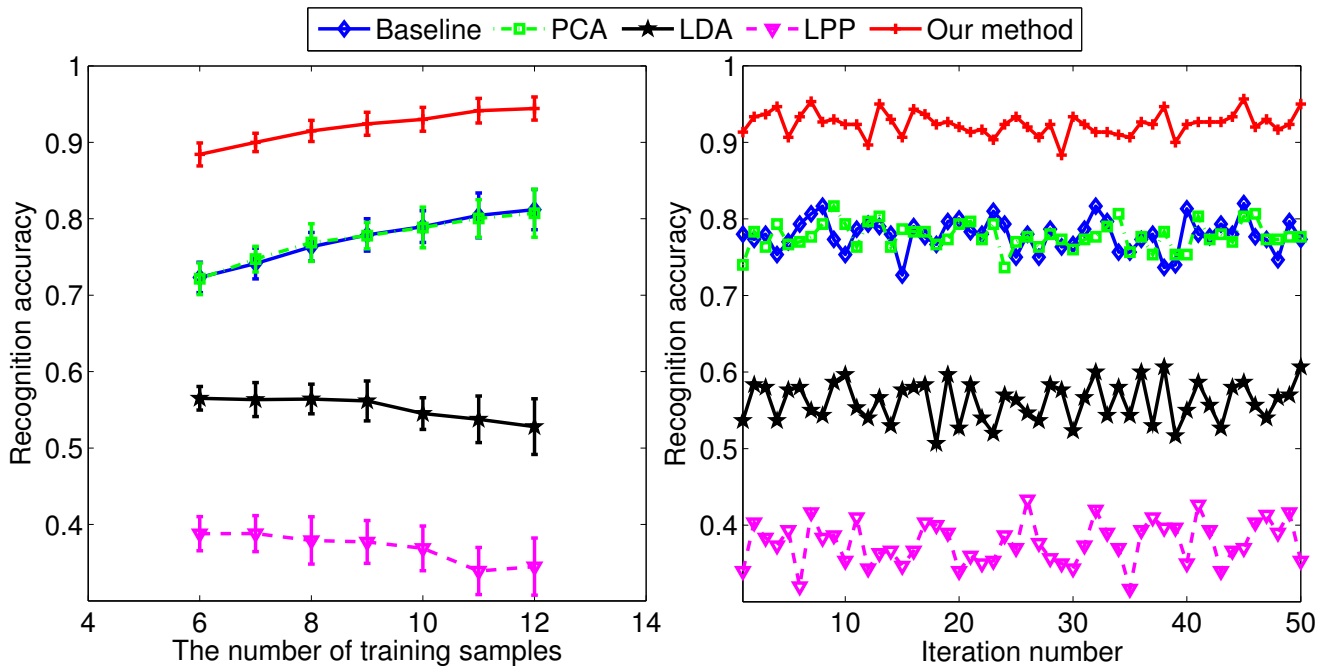 Baseline PCA LDA LPP Our method
1
0.9
0.8
0.7
0.6
0.5
0.4
4 6 8 10 12 14
Recognition accuracy
The number of training samples
1
0.9
0.8
0.7
0.6
0.5
0.4
10 20 30 40 50
Recognition accuracy
Iteration number